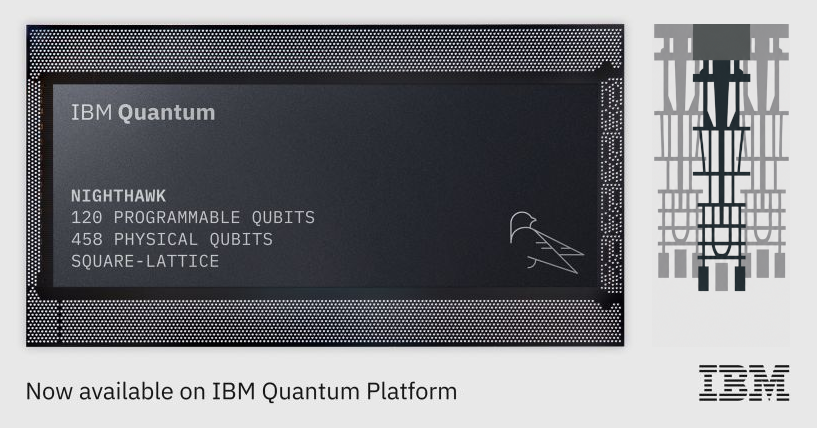 IBM Quantum
NIGHTHAWK
120 PROGRAMMABLE QUBITS
458 PHYSICAL QUBITS
SQUARE-LATTICE
Now available on IBM Quantum Platform
IBM